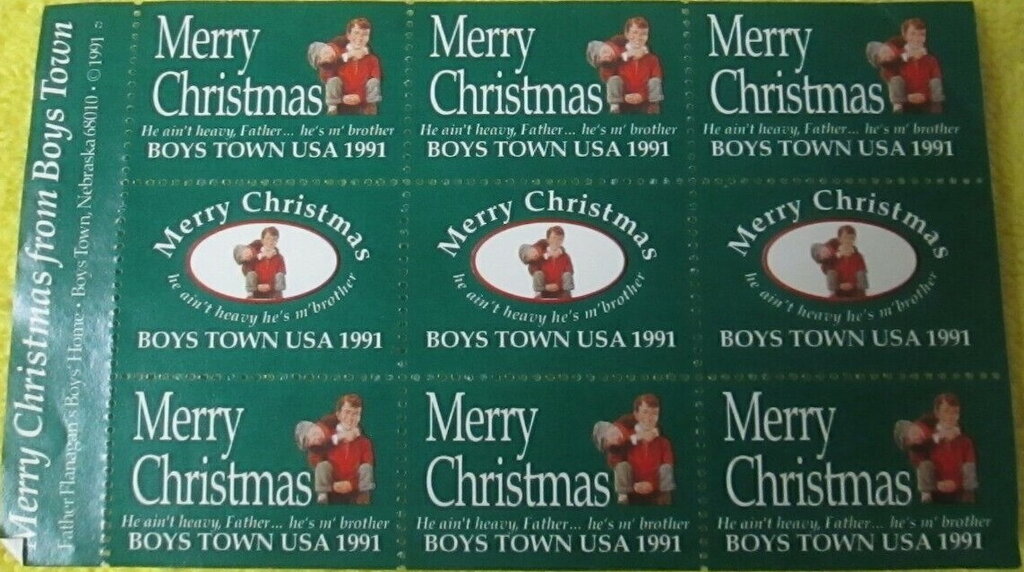 Merry Christmas from Boys Town
Father Flanagan's Boys' Home · Boys Town, Nebraska 68010 · © 1991
Merry
Christmas
He ain't heavy, Father... he's m' brother
BOYS TOWN USA 1991
Merry
Christmas
He ain't heavy, Father... he's m' brother
BOYS TOWN USA 1991
Merry
Christmas
He ain't heavy, Father... he's m' brother
BOYS TOWN USA 1991
Merry Christmas
he ain't heavy he's m' brother
BOYS TOWN USA 1991
Merry Christmas
he ain't heavy he's m' brother
BOYS TOWN USA 1991
Merry Christmas
he ain't heavy he's m' brother
BOYS TOWN USA 1991
Merry
Christmas
He ain't heavy, Father... he's m' brother
BOYS TOWN USA 1991
Merry
Christmas
He ain't heavy, Father... he's m' brother
BOYS TOWN USA 1991
Merry
Christmas
He ain't heavy, Father... he's m' brother
BOYS TOWN USA 1991